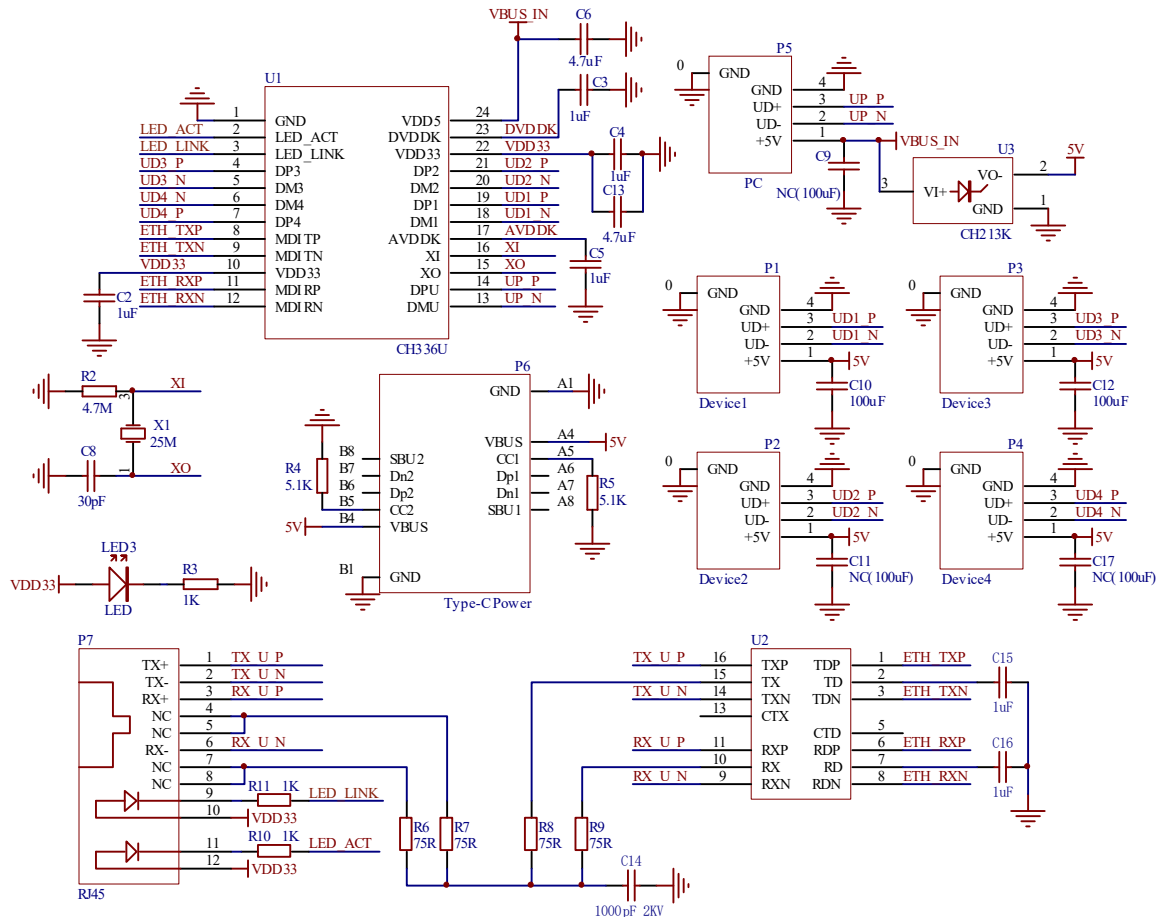 U1
CH336U
1 GND
LED_ACT 2 LED_ACT
LED_LINK 3 LED_LINK
UD3_P 4 DP3
UD3_N 5 DM3
UD4_N 6 DM4
UD4_P 7 DP4
ETH_TXP 8 MDITP
ETH_TXN 9 MDITN
VDD33 10 VDD33
ETH_RXP 11 MDIRP
ETH_RXN 12 MDIRN
VDD5 24
DVDDK 23 DVDDK
VDD33 22 VDD33
DP2 21 UD2_P
DM2 20 UD2_N
DP1 19 UD1_P
DM1 18 UD1_N
AVDDK 17 AVDDK
XI 16 XI
XO 15 XO
DPU 14 UP_P
DMU 13 UP_N
VBUS_IN
C6
4.7uF
C3
1uF
C4
1uF
C13
4.7uF
C5
1uF
C2
1uF
P5
0 GND
GND 4
UD+ 3 UP_P
UD- 2 UP_N
+5V 1 VBUS_IN
PC
C9
NC(100uF)
U3
3 VI+
VO- 2 5V
GND 1
CH213K
P1
0 GND
GND 4
UD+ 3 UD1_P
UD- 2 UD1_N
+5V 1 5V
C10
100uF
Device1
P3
0 GND
GND 4
UD+ 3 UD3_P
UD- 2 UD3_N
+5V 1 5V
C12
100uF
Device3
R2
4.7M
XI
3
X1
25M
C8
1
XO
30pF
P6
GND A1
VBUS A4 5V
CC1 A5
Dp1 A6
Dn1 A7
SBU1 A8
B8 SBU2
B7 Dn2
B6 Dp2
B5 CC2
5V B4 VBUS
B1 GND
R4
5.1K
R5
5.1K
Type-C Power
P2
0 GND
GND 4
UD+ 3 UD2_P
UD- 2 UD2_N
+5V 1 5V
C11
NC(100uF)
Device2
P4
0 GND
GND 4
UD+ 3 UD4_P
UD- 2 UD4_N
+5V 1 5V
C17
NC(100uF)
Device4
LED3
VDD33
LED
R3
1K
P7
TX+ 1 TX_U_P
TX- 2 TX_U_N
RX+ 3 RX_U_P
NC 4
NC 5
RX- 6 RX_U_N
NC 7
NC 8
9 R11 1K LED_LINK
10 VDD33
11 R10 1K LED_ACT
12 VDD33
RJ45
R6
75R
R7
75R
R8
75R
R9
75R
C14
1000pF 2KV
U2
TX_U_P 16 TXP
15 TX
TX_U_N 14 TXN
13 CTX
RX_U_P 11 RXP
10 RX
RX_U_N 9 RXN
TDP 1 ETH_TXP
TD 2
TDN 3 ETH_TXN
CTD 5
RDP 6 ETH_RXP
RD 7
RDN 8 ETH_RXN
C15
1uF
C16
1uF